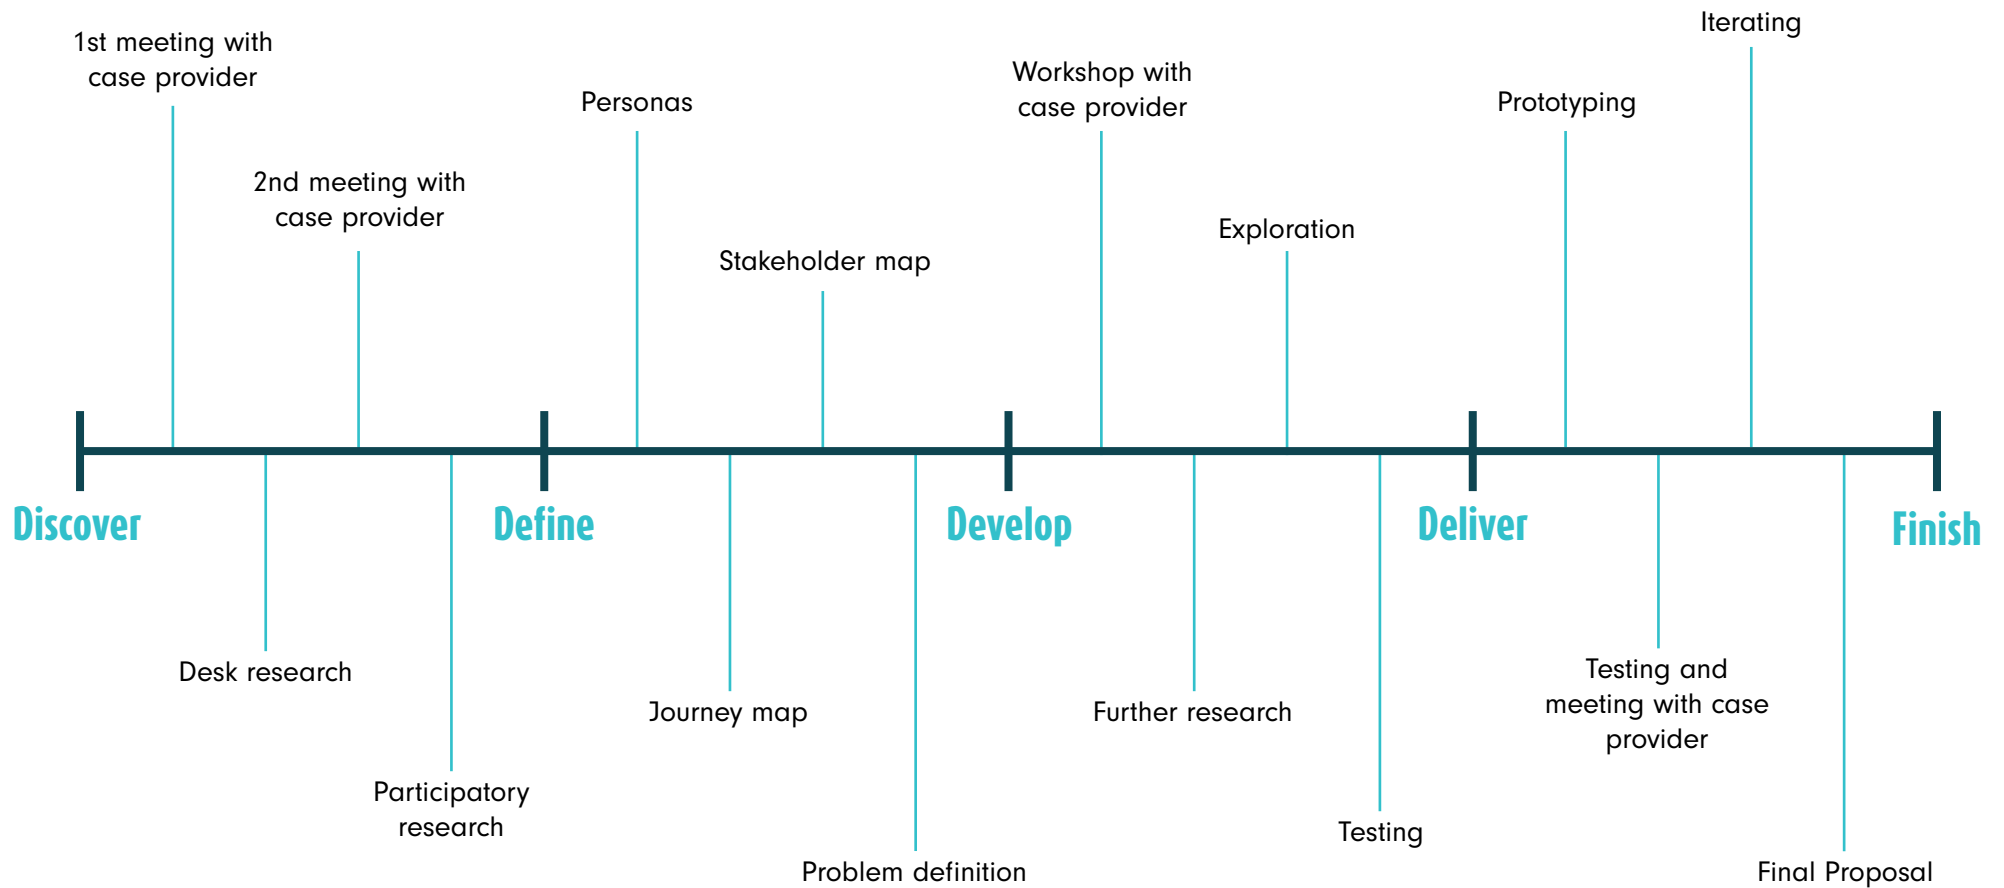 1st meeting with
case provider
2nd meeting with
case provider
Personas
Stakeholder map
Workshop with
case provider
Exploration
Prototyping
Iterating
Discover
Define
Develop
Deliver
Finish
Desk research
Participatory
research
Journey map
Problem definition
Further research
Testing
Testing and
meeting with case
provider
Final Proposal